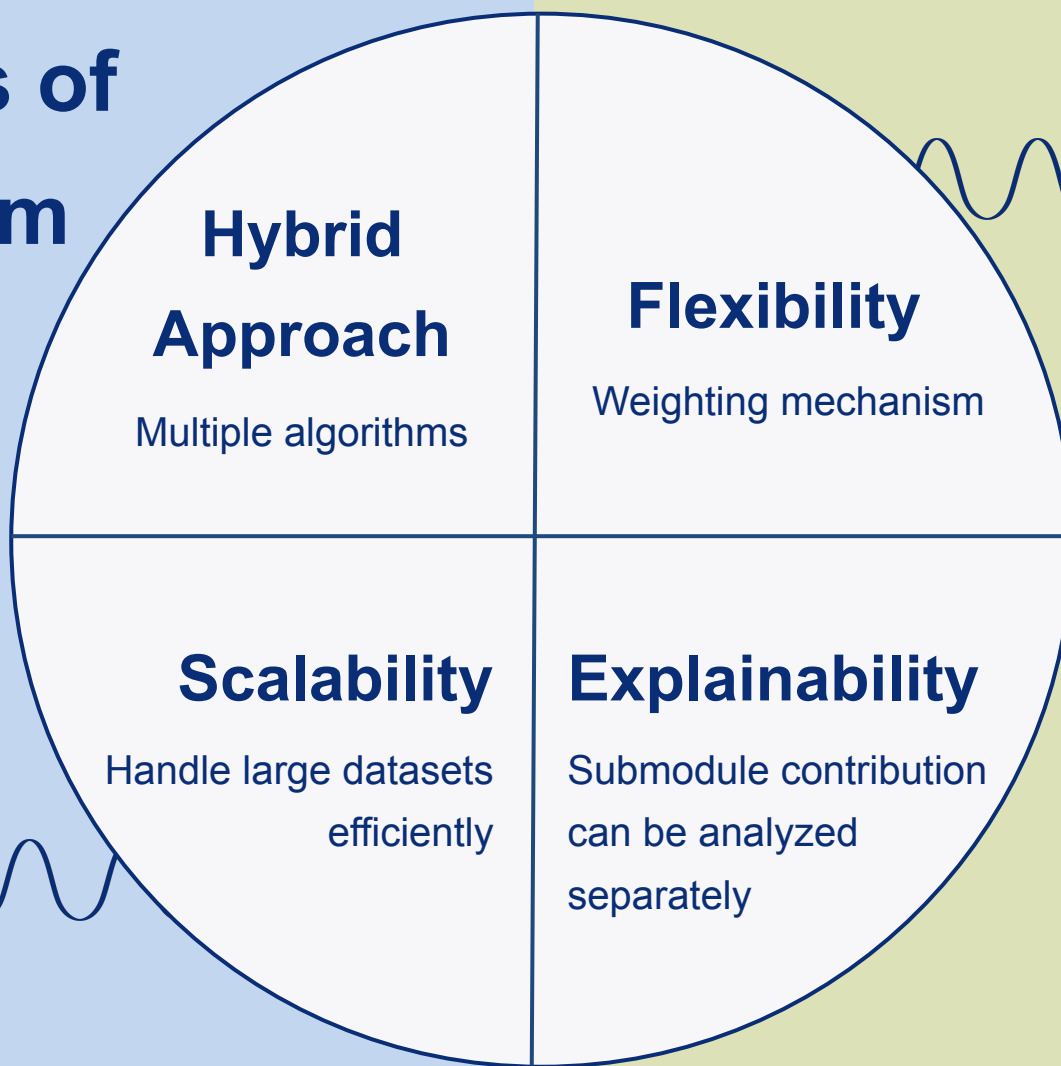 s of
m
Hybrid
Approach
Multiple algorithms
Flexibility
Weighting mechanism
Scalability
Handle large datasets
efficiently
Explainability
Submodule contribution
can be analyzed
separately